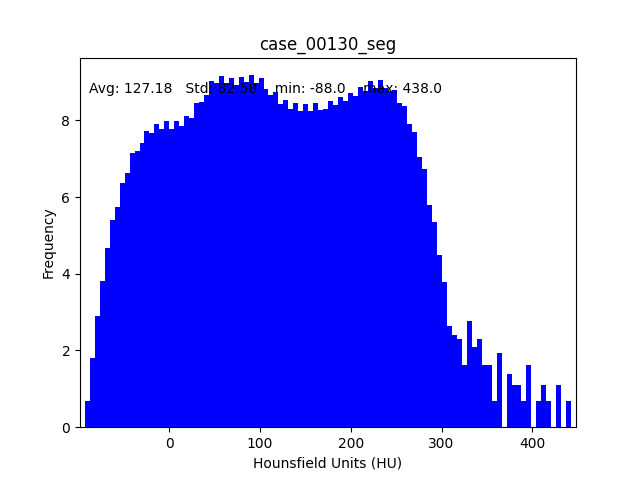 case_00130_seg
Avg: 127.18 Std: 82.58 min: -88.0 max: 438.0
8
6
4
2
0
Frequency
0 100 200 300 400
Hounsfield Units (HU)